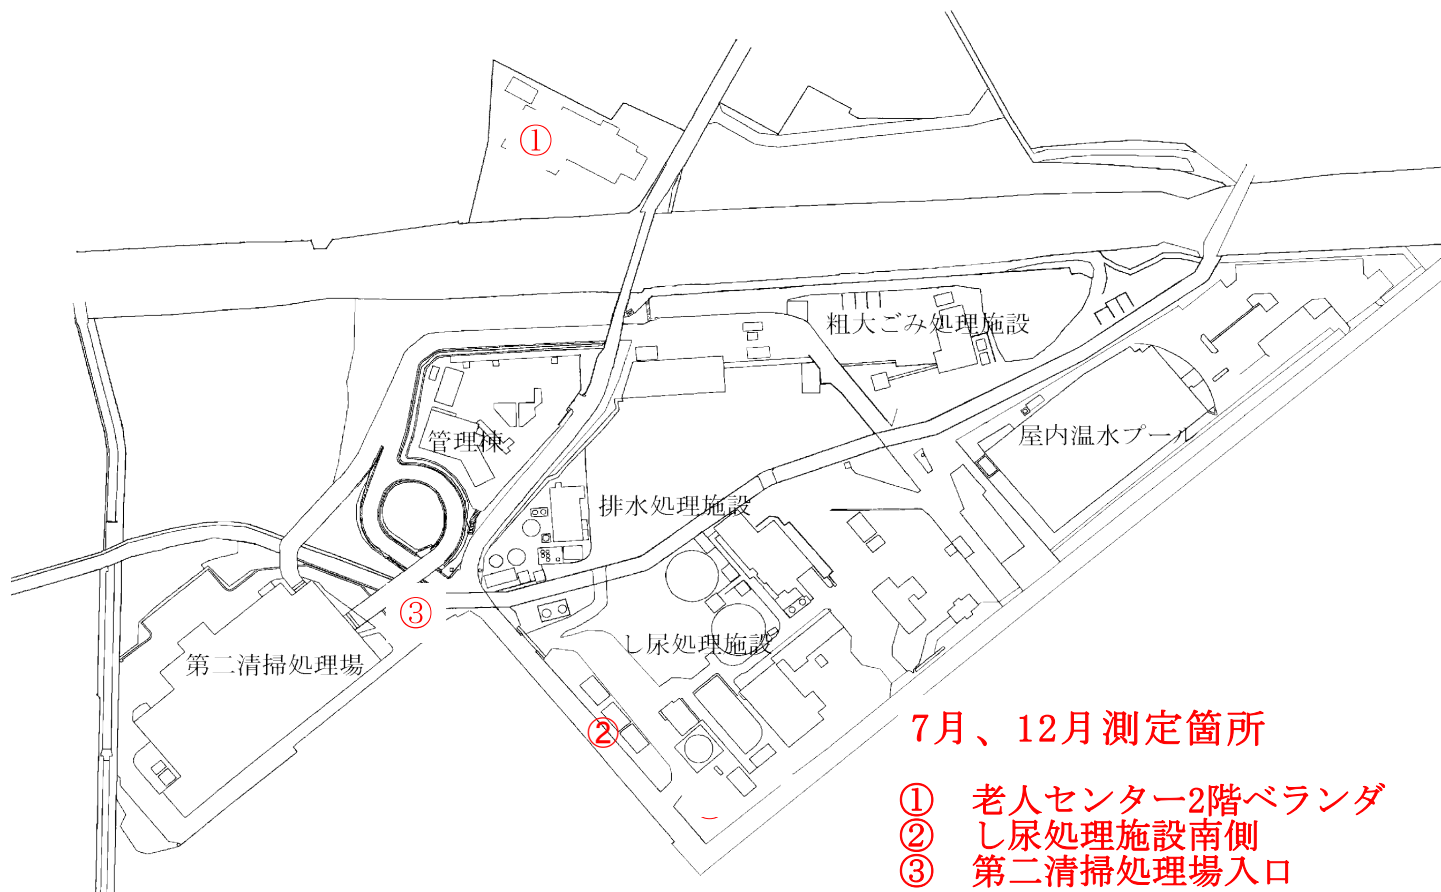 ①
粗大ごみ処理施設
管理棟
屋内温水プール
排水処理施設
③
し尿処理施設
第二清掃処理場
②
7月、12月測定箇所
① 老人センター2階ベランダ
② し尿処理施設南側
③ 第二清掃処理場入口